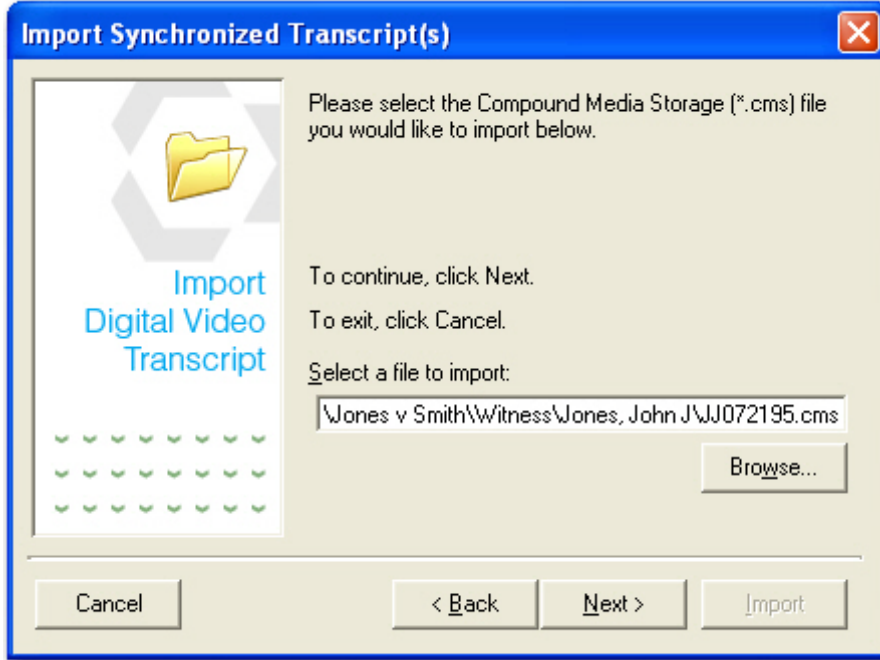 Import Synchronized Transcript(s)
Please select the Compound Media Storage (*.cms) file
you would like to import below.
Import
Digital Video
Transcript
To continue, click Next.
To exit, click Cancel.
Select a file to import:
\Jones v Smith\Witness\Jones, John J\JJ072195.cms
Browse...
Cancel
< Back
Next >
Import